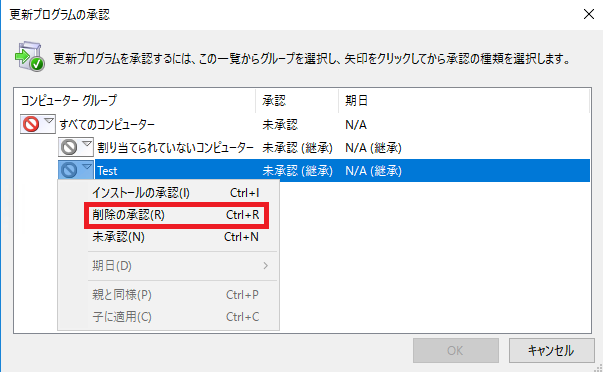 更新プログラムの承認
更新プログラムを承認するには、この一覧からグループを選択し、矢印をクリックしてから承認の種類を選択します。
コンピューター グループ 承認 期日
すべてのコンピューター 未承認 N/A
割り当てられていないコンピューター 未承認 (継承) N/A (継承)
Test 未承認 (継承) N/A (継承)
インストールの承認(I) Ctrl+I
削除の承認(R) Ctrl+R
未承認(N) Ctrl+N
期日(D)
親と同様(P) Ctrl+P
子に適用(C) Ctrl+C
OK キャンセル